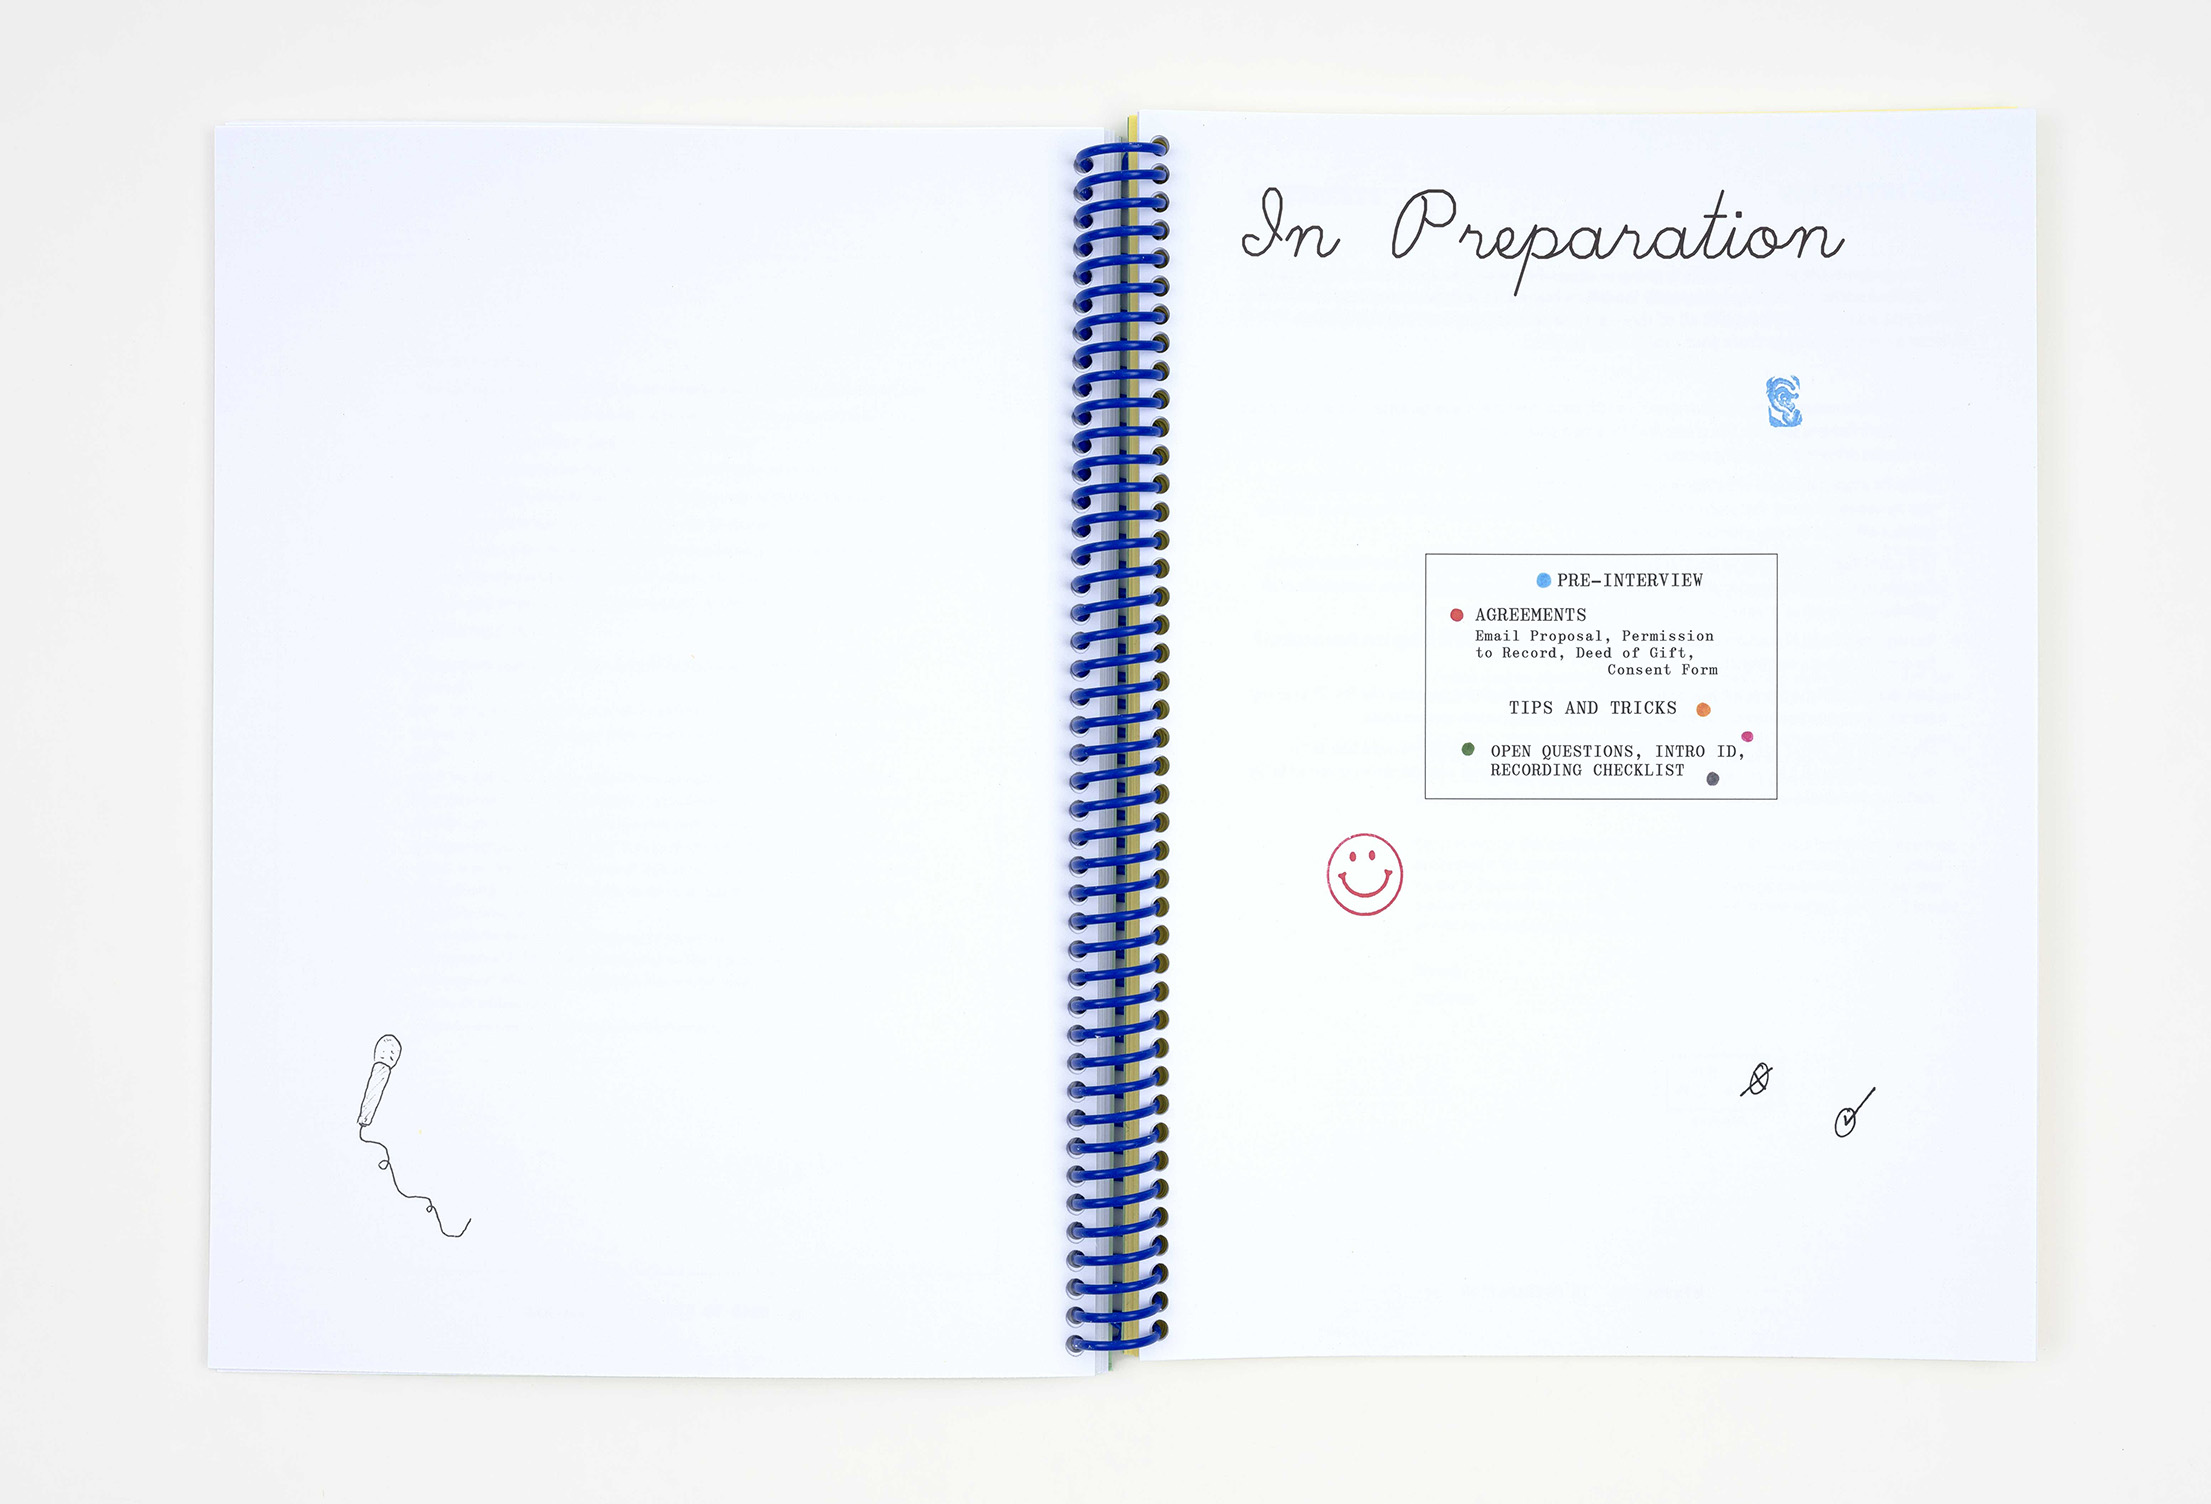 In Preparation
PRE-INTERVIEW
AGREEMENTS
Email Proposal, Permission
to Record, Deed of Gift,
Consent Form
TIPS AND TRICKS
OPEN QUESTIONS, INTRO ID,
RECORDING CHECKLIST